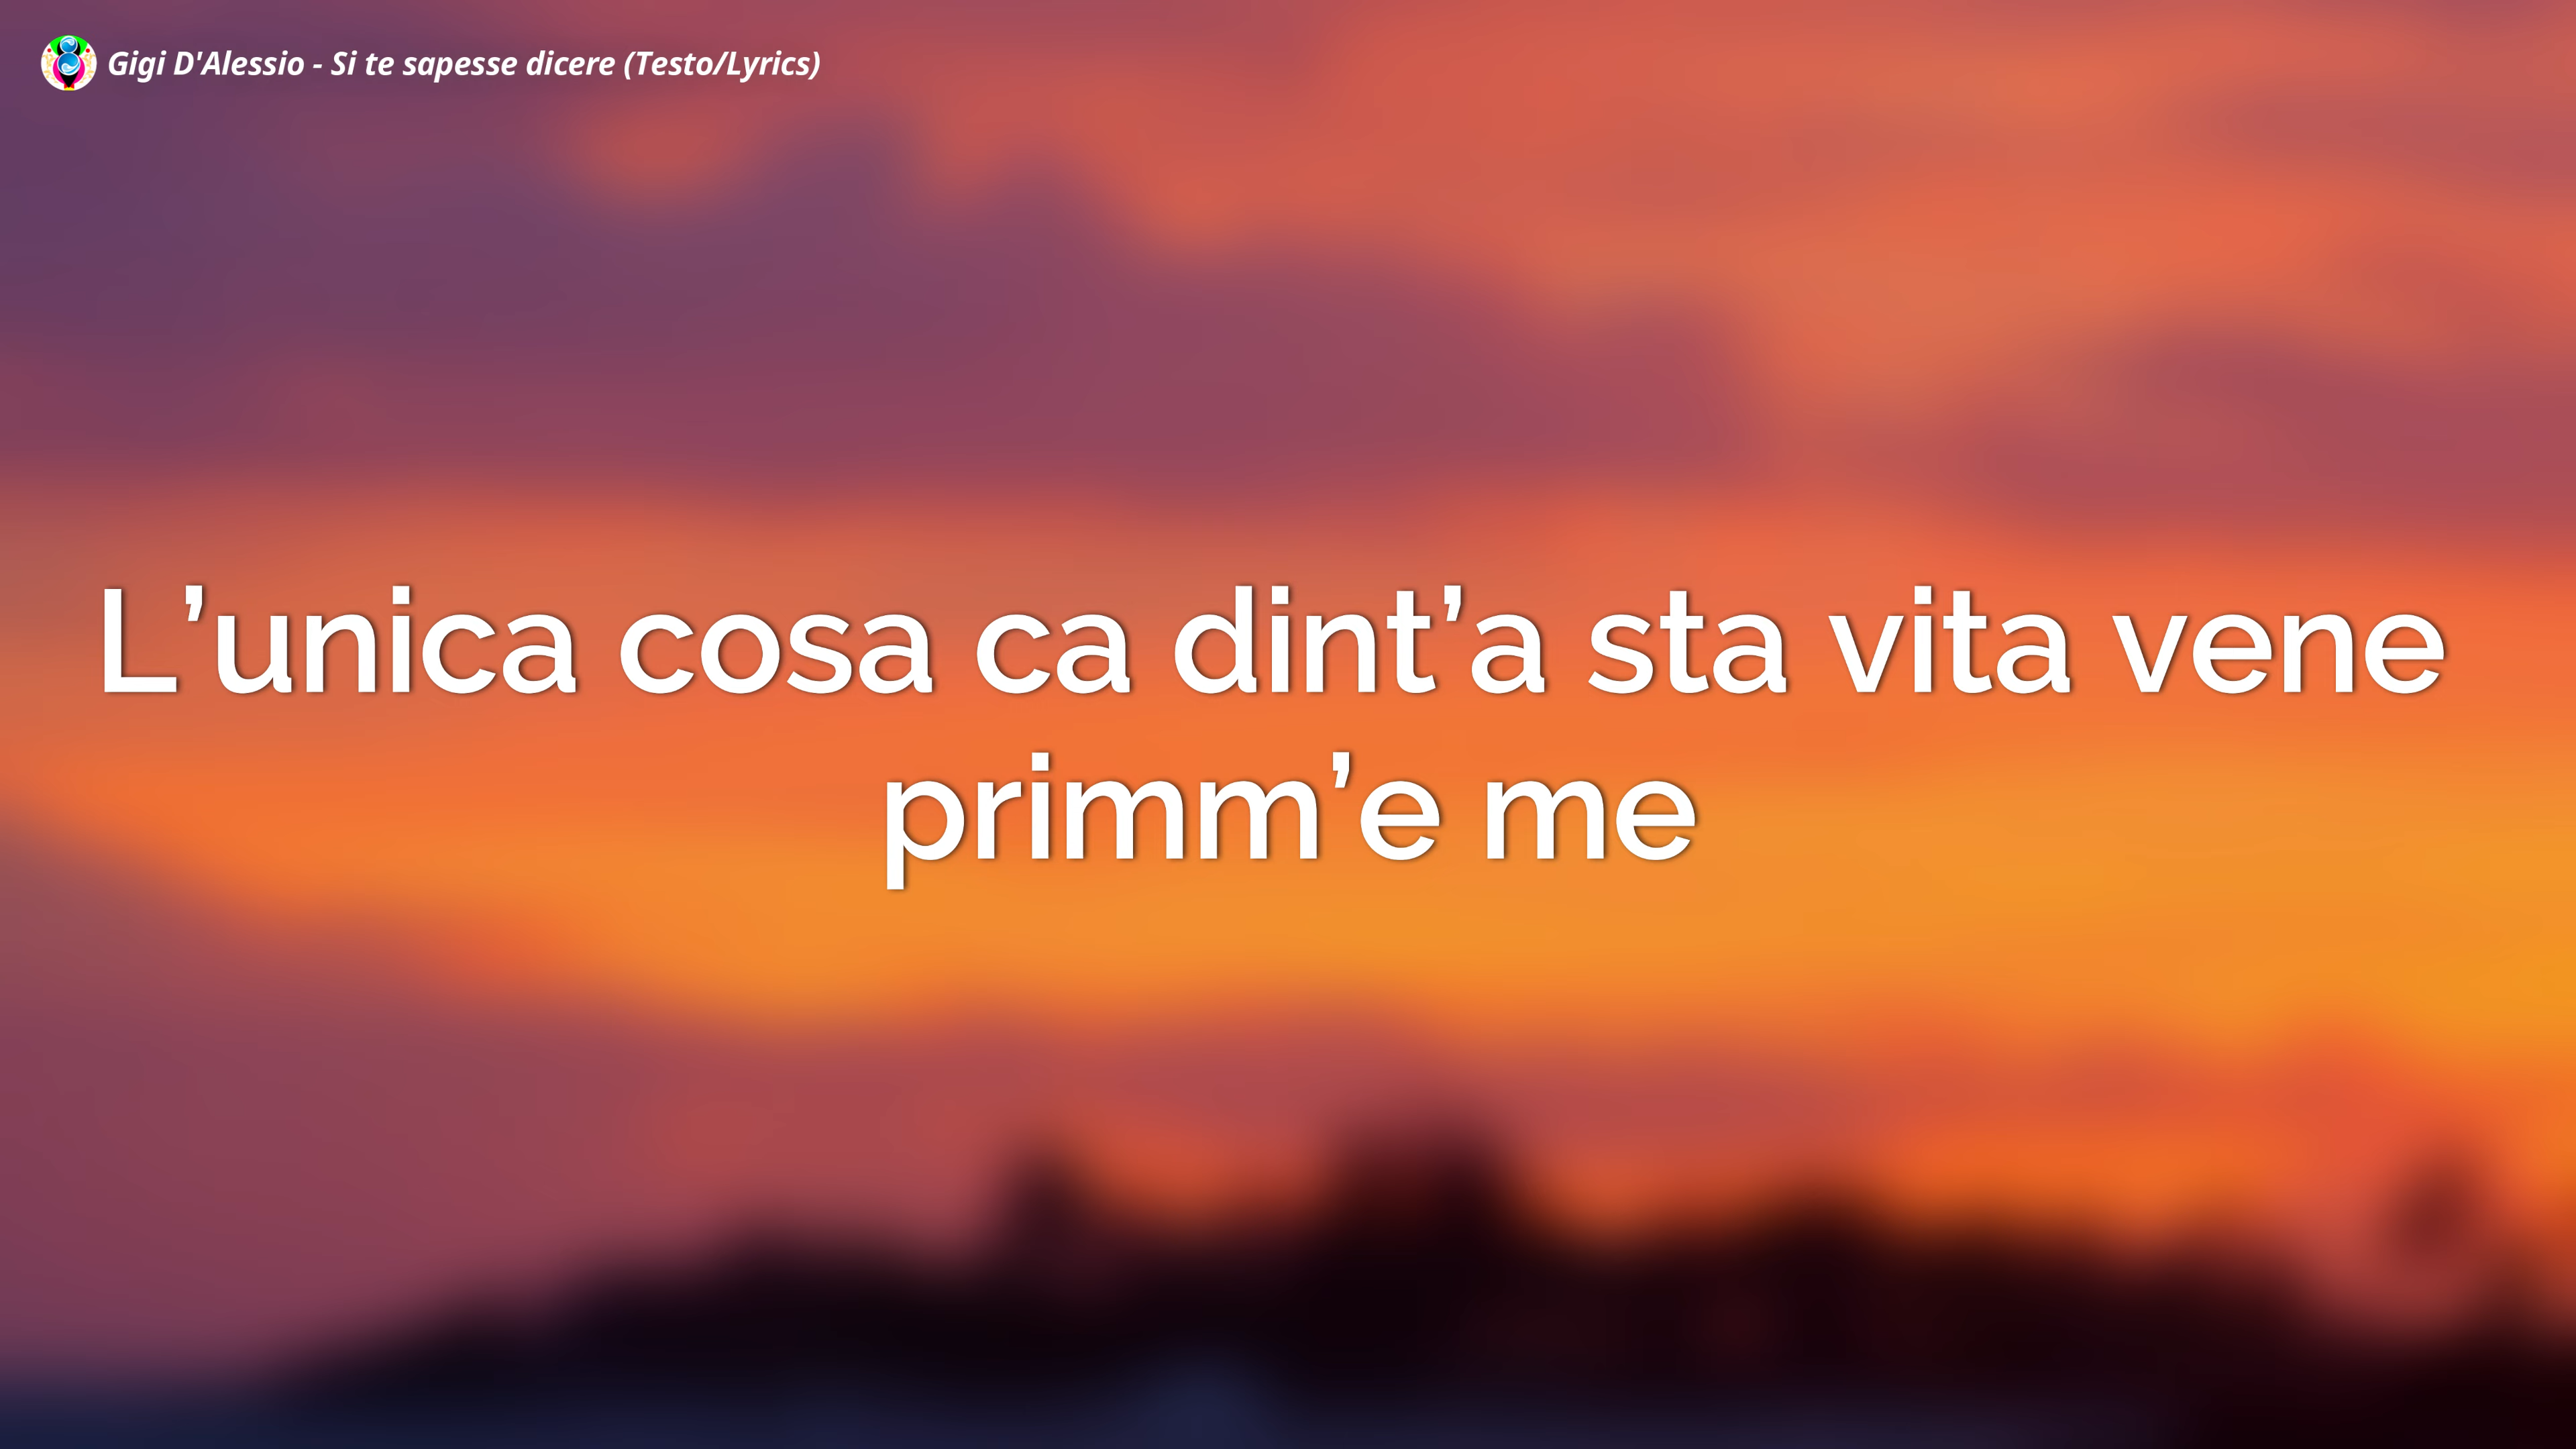 Gigi D'Alessio - Si te sapesse dicere (Testo/Lyrics)
L’unica cosa ca dint’a sta vita vene
primm’e me